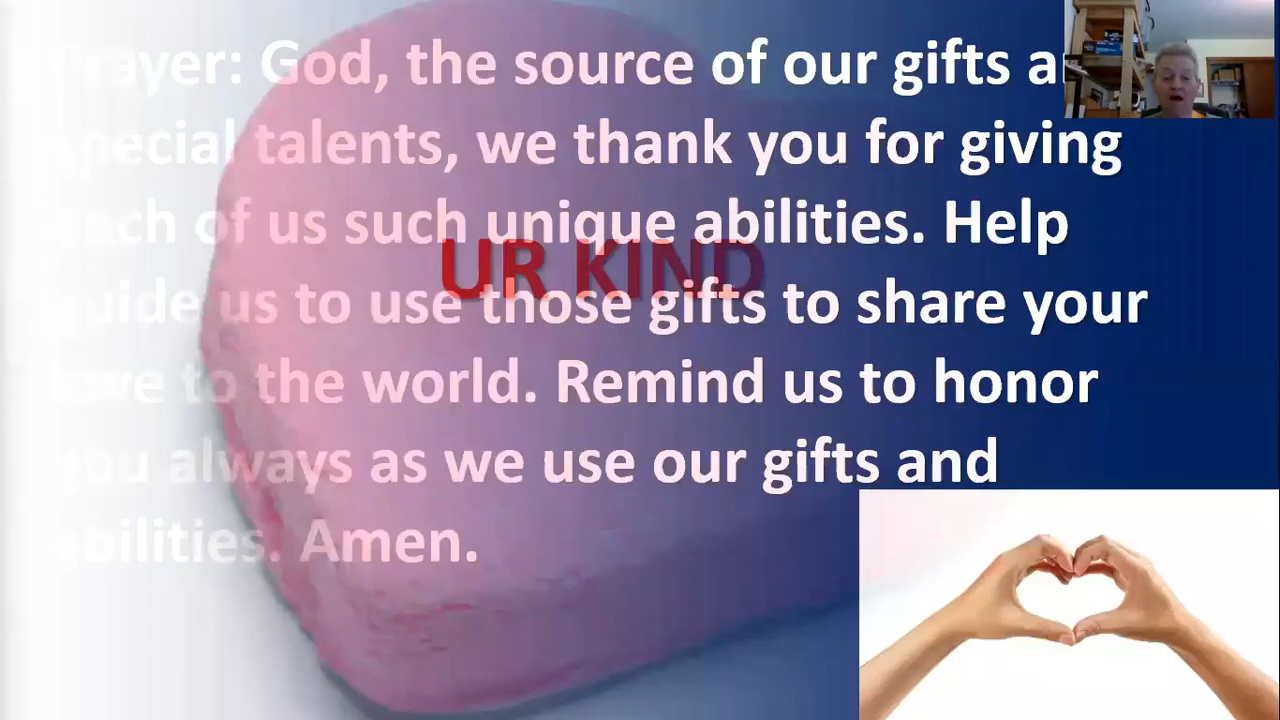 Prayer: God, the source of our gifts
special talents, we thank you for giving
each of us such unique abilities. Help
UR KIND
guide us to use those gifts to share your
love to the world. Remind us to honor
you always as we use our gifts and
abilities. Amen.